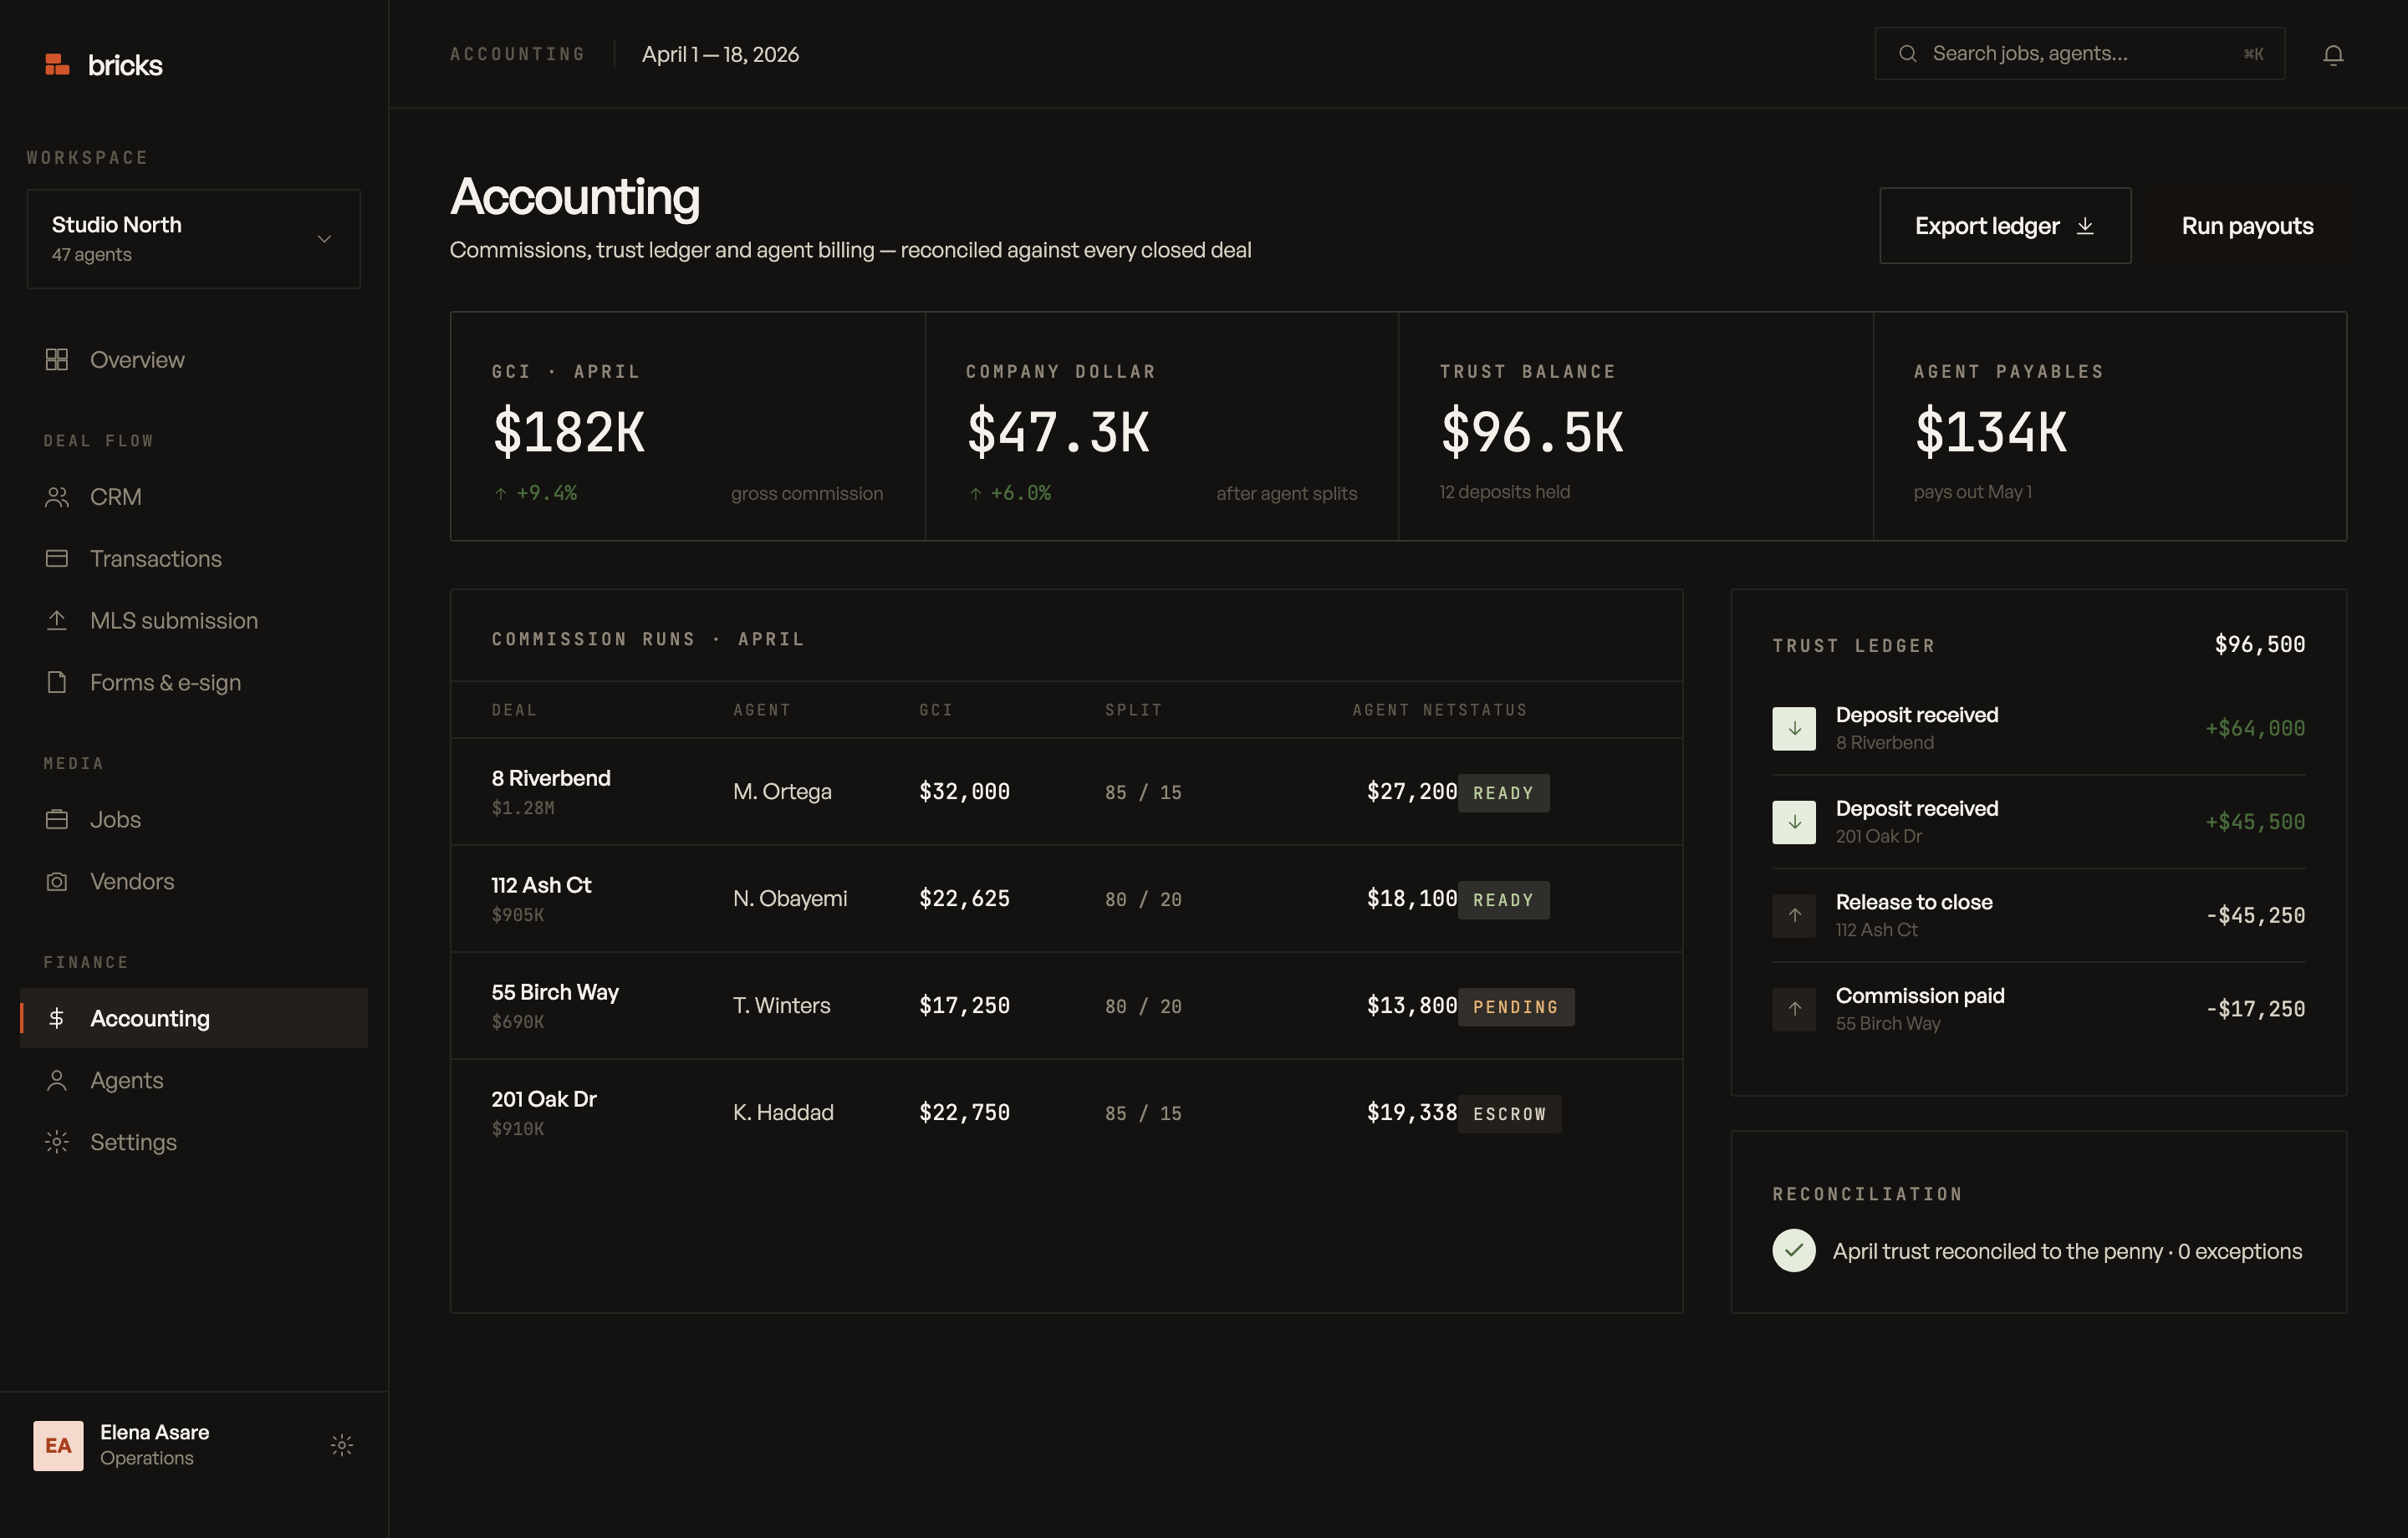 bricks
WORKSPACE
Studio North
47 agents
Overview
DEAL FLOW
CRM
Transactions
MLS submission
Forms & e-sign
MEDIA
Jobs
Vendors
FINANCE
Accounting
Agents
Settings
EA
Elena Asare
Operations
ACCOUNTING
April 1 — 18, 2026
Search jobs, agents...
⌘K
Accounting
Commissions, trust ledger and agent billing — reconciled against every closed deal
Export ledger
Run payouts
GCI · APRIL
$182K
↑ +9.4% gross commission
COMPANY DOLLAR
$47.3K
↑ +6.0% after agent splits
TRUST BALANCE
$96.5K
12 deposits held
AGENT PAYABLES
$134K
pays out May 1
COMMISSION RUNS · APRIL
DEAL AGENT GCI SPLIT AGENT NET STATUS
8 Riverbend M. Ortega $32,000 85 / 15 $27,200 READY
$1.28M
112 Ash Ct N. Obayemi $22,625 80 / 20 $18,100 READY
$905K
55 Birch Way T. Winters $17,250 80 / 20 $13,800 PENDING
$690K
201 Oak Dr K. Haddad $22,750 85 / 15 $19,338 ESCROW
$910K
TRUST LEDGER $96,500
Deposit received +$64,000
8 Riverbend
Deposit received +$45,500
201 Oak Dr
Release to close -$45,250
112 Ash Ct
Commission paid -$17,250
55 Birch Way
RECONCILIATION
April trust reconciled to the penny · 0 exceptions